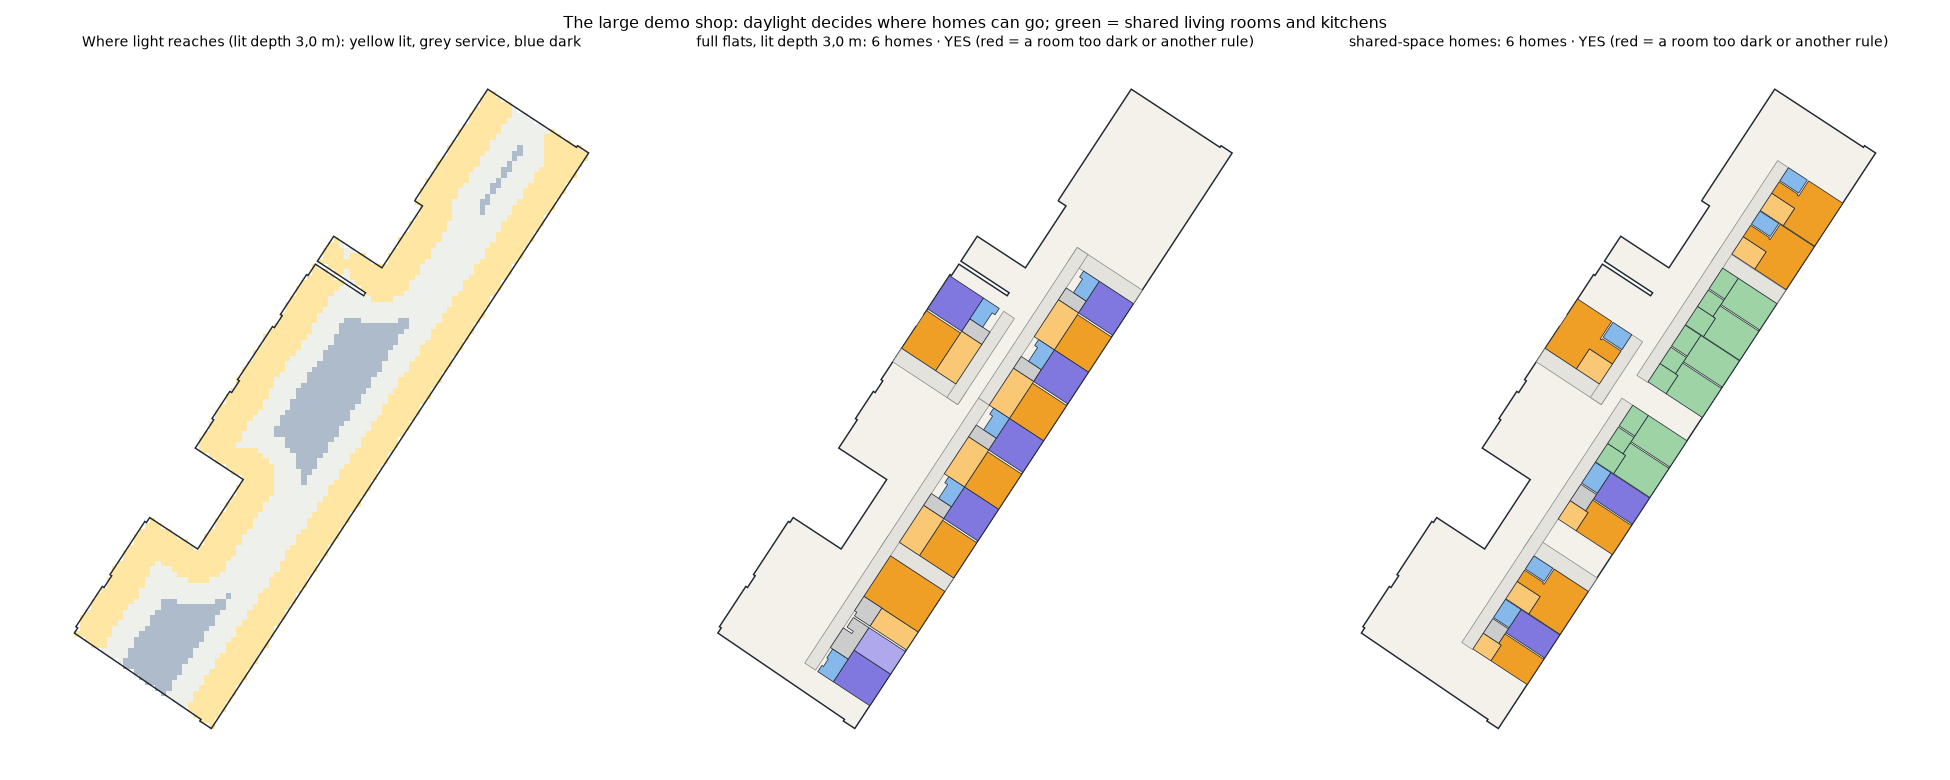 The large demo shop: daylight decides where homes can go; green = shared living rooms and kitchens
Where light reaches (lit depth 3,0 m): yellow lit, grey service, blue dark
full flats, lit depth 3,0 m: 6 homes · YES (red = a room too dark or another rule)
shared-space homes: 6 homes · YES (red = a room too dark or another rule)